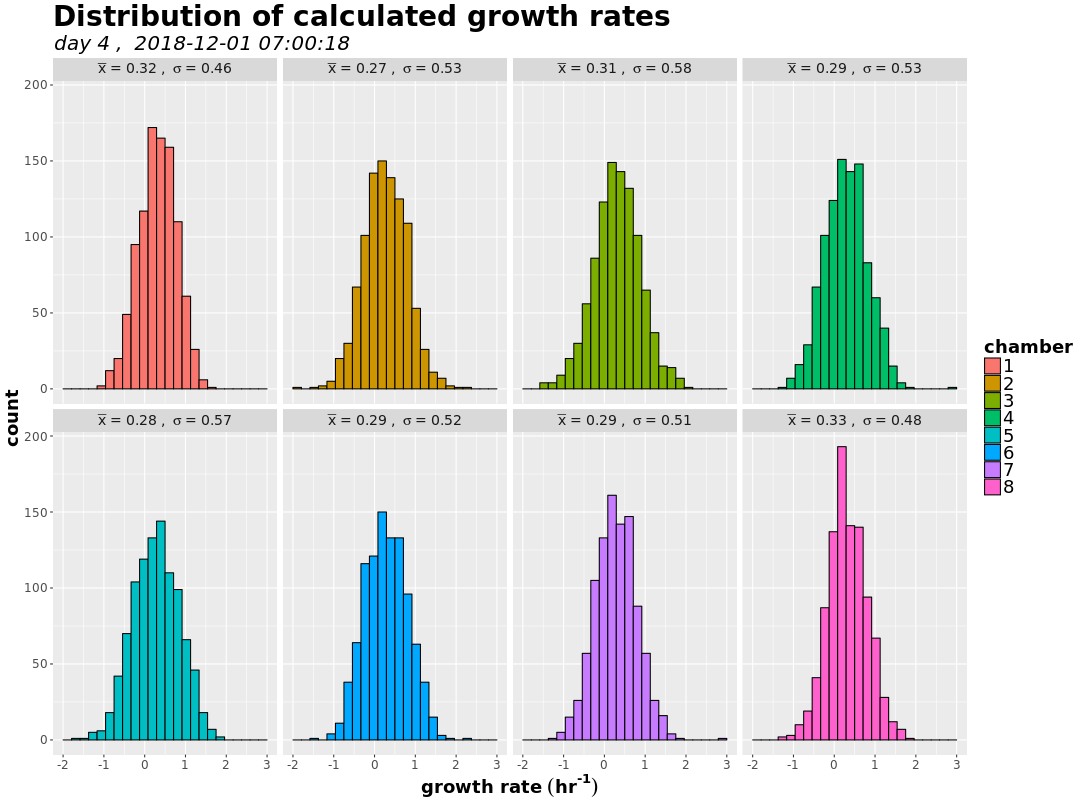 Distribution of calculated growth rates
day 4 , 2018-12-01 07:00:18
x̅ = 0.32 , σ = 0.46
x̅ = 0.27 , σ = 0.53
x̅ = 0.31 , σ = 0.58
x̅ = 0.29 , σ = 0.53
200
150
100
50
0
x̅ = 0.28 , σ = 0.57
x̅ = 0.29 , σ = 0.52
x̅ = 0.29 , σ = 0.51
x̅ = 0.33 , σ = 0.48
200
150
100
50
0
-2 -1 0 1 2 3
-2 -1 0 1 2 3
-2 -1 0 1 2 3
-2 -1 0 1 2 3
count
growth rate (hr⁻¹)
chamber
1
2
3
4
5
6
7
8